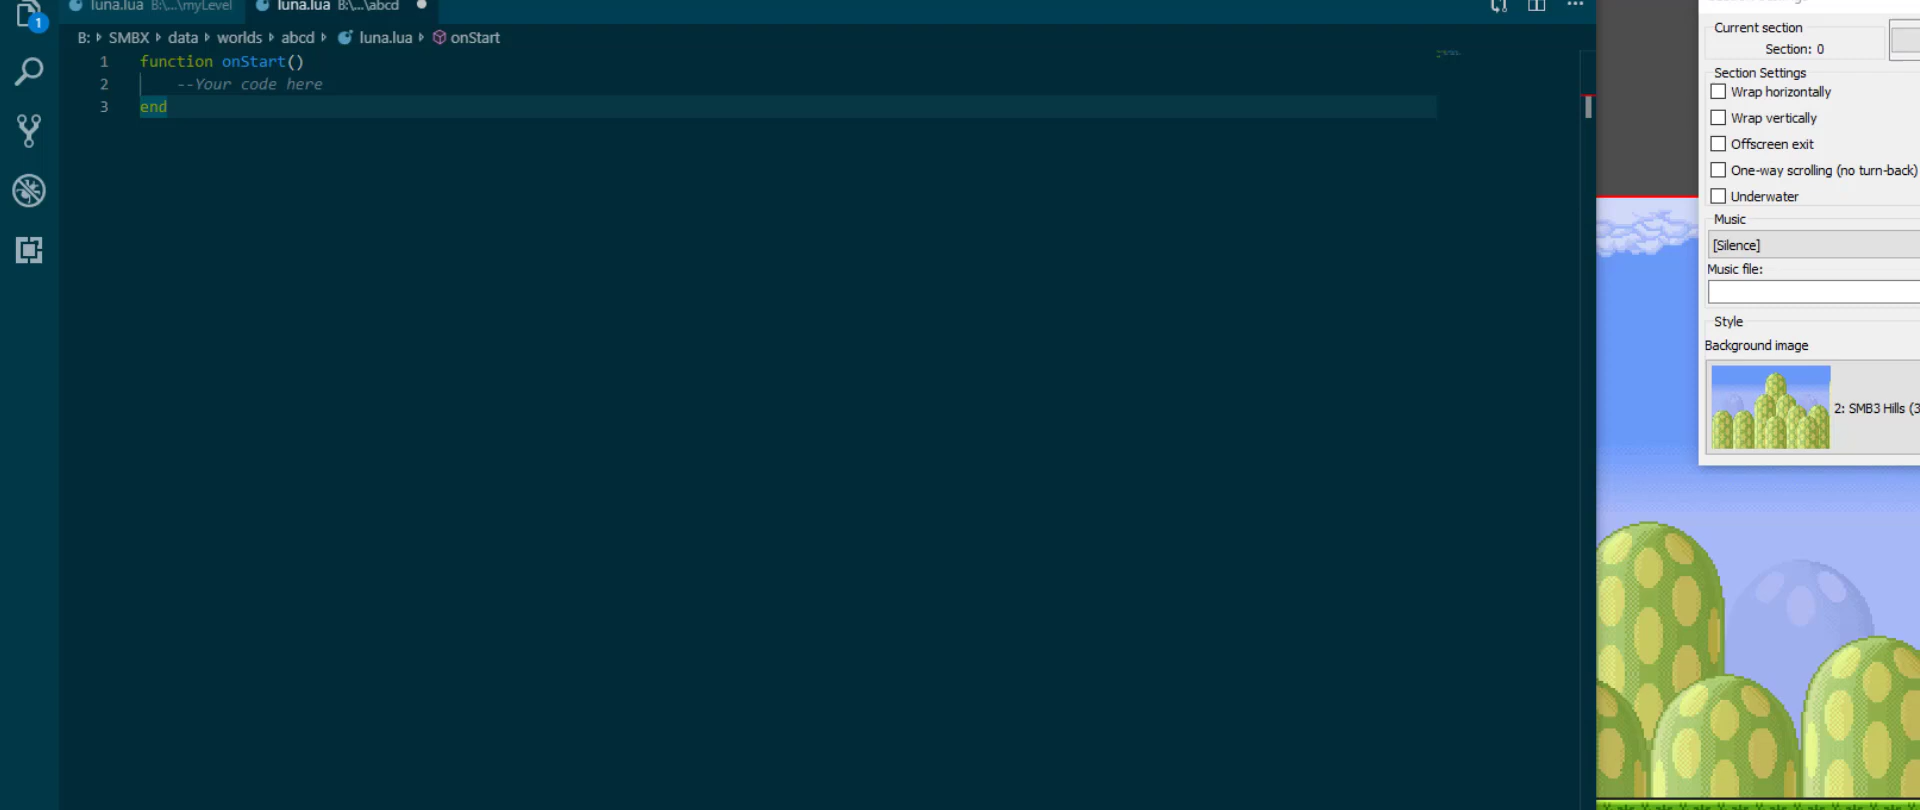 luna.lua B:\...\myLevel luna.lua B:\...\abcd
1
B: SMBX data worlds abcd luna.lua onStart
1 function onStart()
2 --Your code here
3 end
Current section
Section: 0
Section Settings
Wrap horizontally
Wrap vertically
Offscreen exit
One-way scrolling (no turn-back)
Underwater
Music
[Silence]
Music file:
Style
Background image
2: SMB3 Hills (3